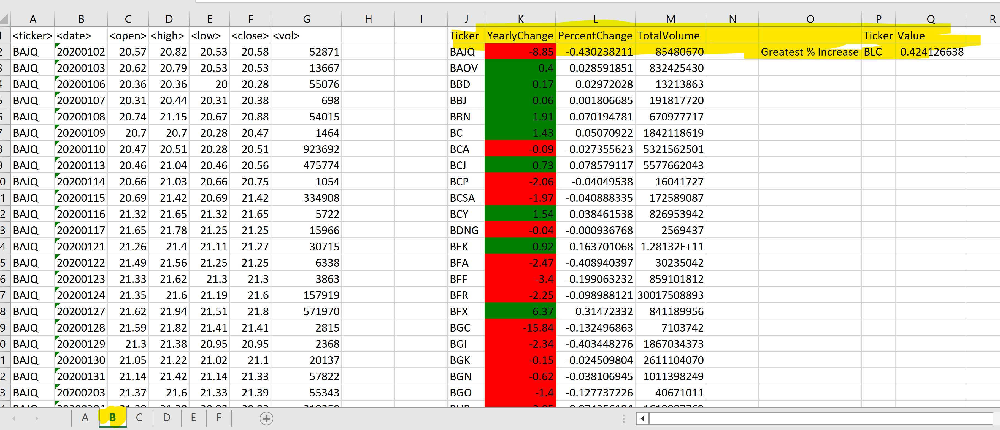 A B C D E F G H I J K L M N O P Q R
<ticker> <date> <open> <high> <low> <close> <vol> Ticker YearlyChange PercentChange TotalVolume Ticker Value
BAJQ 20200102 20.57 20.82 20.53 20.58 52871 BAJQ -8.85 -0.430238211 85480670 Greatest % Increase BLC 0.424126638
BAJQ 20200103 20.62 20.79 20.53 20.53 13667 BAOV 0.4 0.028591851 832425430
BAJQ 20200106 20.36 20.36 20 20.28 55076 BBD 0.17 0.02972028 13213863
BAJQ 20200107 20.31 20.44 20.31 20.38 698 BBJ 0.06 0.001806685 191817720
BAJQ 20200108 20.74 21.15 20.67 20.88 54015 BBN 1.91 0.070194781 670977717
BAJQ 20200109 20.7 20.7 20.28 20.47 1464 BC 1.43 0.05070922 1842118619
BAJQ 20200110 20.47 20.51 20.28 20.51 923692 BCA -0.09 -0.027355623 5321562501
BAJQ 20200113 20.46 21.04 20.46 20.56 475774 BCJ 0.73 0.078579117 5577662043
BAJQ 20200114 20.66 21.03 20.66 20.75 1054 BCP -2.06 -0.04049538 16041727
BAJQ 20200115 20.69 21.42 20.69 21.42 334908 BCSA -1.97 -0.040888335 172589087
BAJQ 20200116 21.32 21.65 21.32 21.65 5722 BCY 1.54 0.038461538 826953942
BAJQ 20200117 21.65 21.78 21.25 21.25 15966 BDNG -0.04 -0.000936768 2569437
BAJQ 20200121 21.26 21.4 21.11 21.27 30715 BEK 0.92 0.163701068 1.28132E+11
BAJQ 20200122 21.49 21.56 21.25 21.25 6338 BFA -2.47 -0.408940397 30235042
BAJQ 20200123 21.33 21.62 21.3 21.3 3863 BFF -3.4 -0.199063232 859101812
BAJQ 20200124 21.35 21.6 21.19 21.6 157919 BFR -2.25 -0.098988121 30017508893
BAJQ 20200127 21.62 21.94 21.51 21.8 571970 BFX 6.37 0.31472332 841189956
BAJQ 20200128 21.59 21.82 21.41 21.41 2815 BGC -15.84 -0.132496863 7103742
BAJQ 20200129 21.3 21.38 20.95 20.95 2368 BGI -2.34 -0.403448276 1867034373
BAJQ 20200130 21.05 21.22 21.02 21.1 20137 BGK -0.15 -0.024509804 2611104070
BAJQ 20200131 21.14 21.42 21.14 21.33 57822 BGN -0.62 -0.038106945 1011398249
BAJQ 20200203 21.37 21.6 21.33 21.39 55343 BGO -1.4 -0.127737226 40671011
A B C D E F